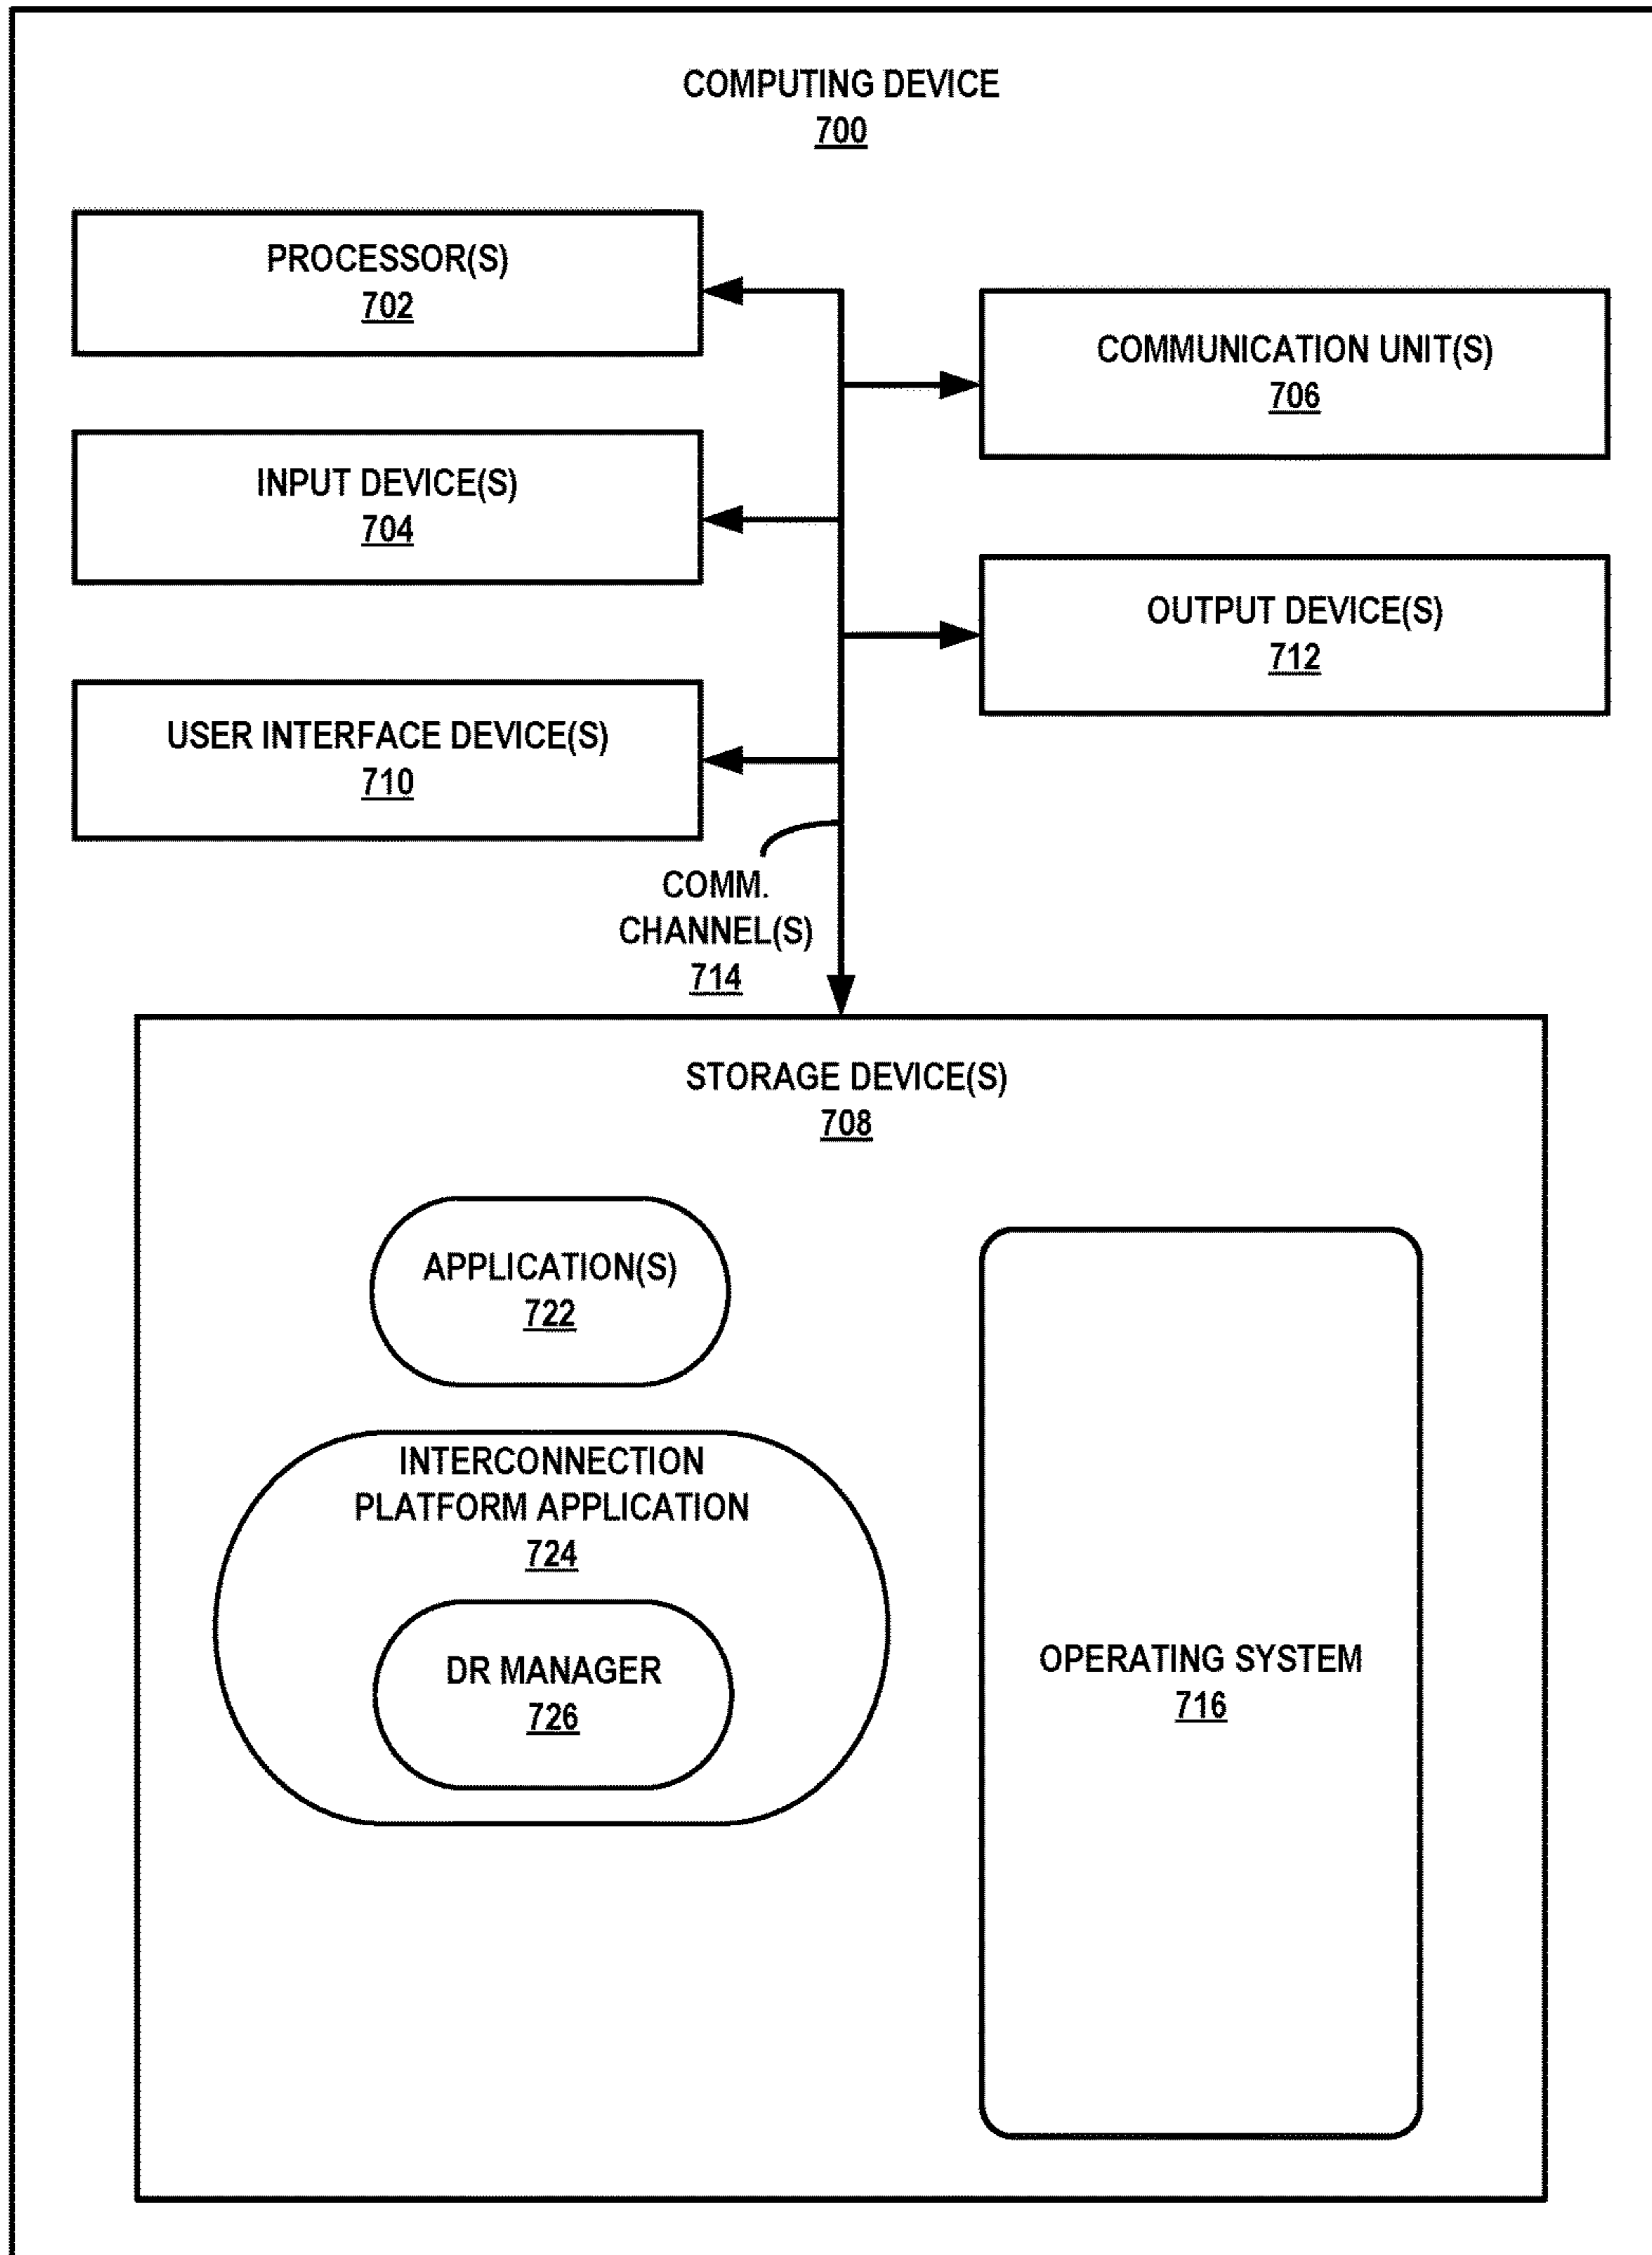 COMPUTING DEVICE
700
PROCESSOR(S)
702
COMMUNICATION UNIT(S)
706
INPUT DEVICE(S)
704
OUTPUT DEVICE(S)
712
USER INTERFACE DEVICE(S)
710
COMM.
CHANNEL(S)
714
STORAGE DEVICE(S)
708
APPLICATION(S)
722
INTERCONNECTION
PLATFORM APPLICATION
724
DR MANAGER
726
OPERATING SYSTEM
716